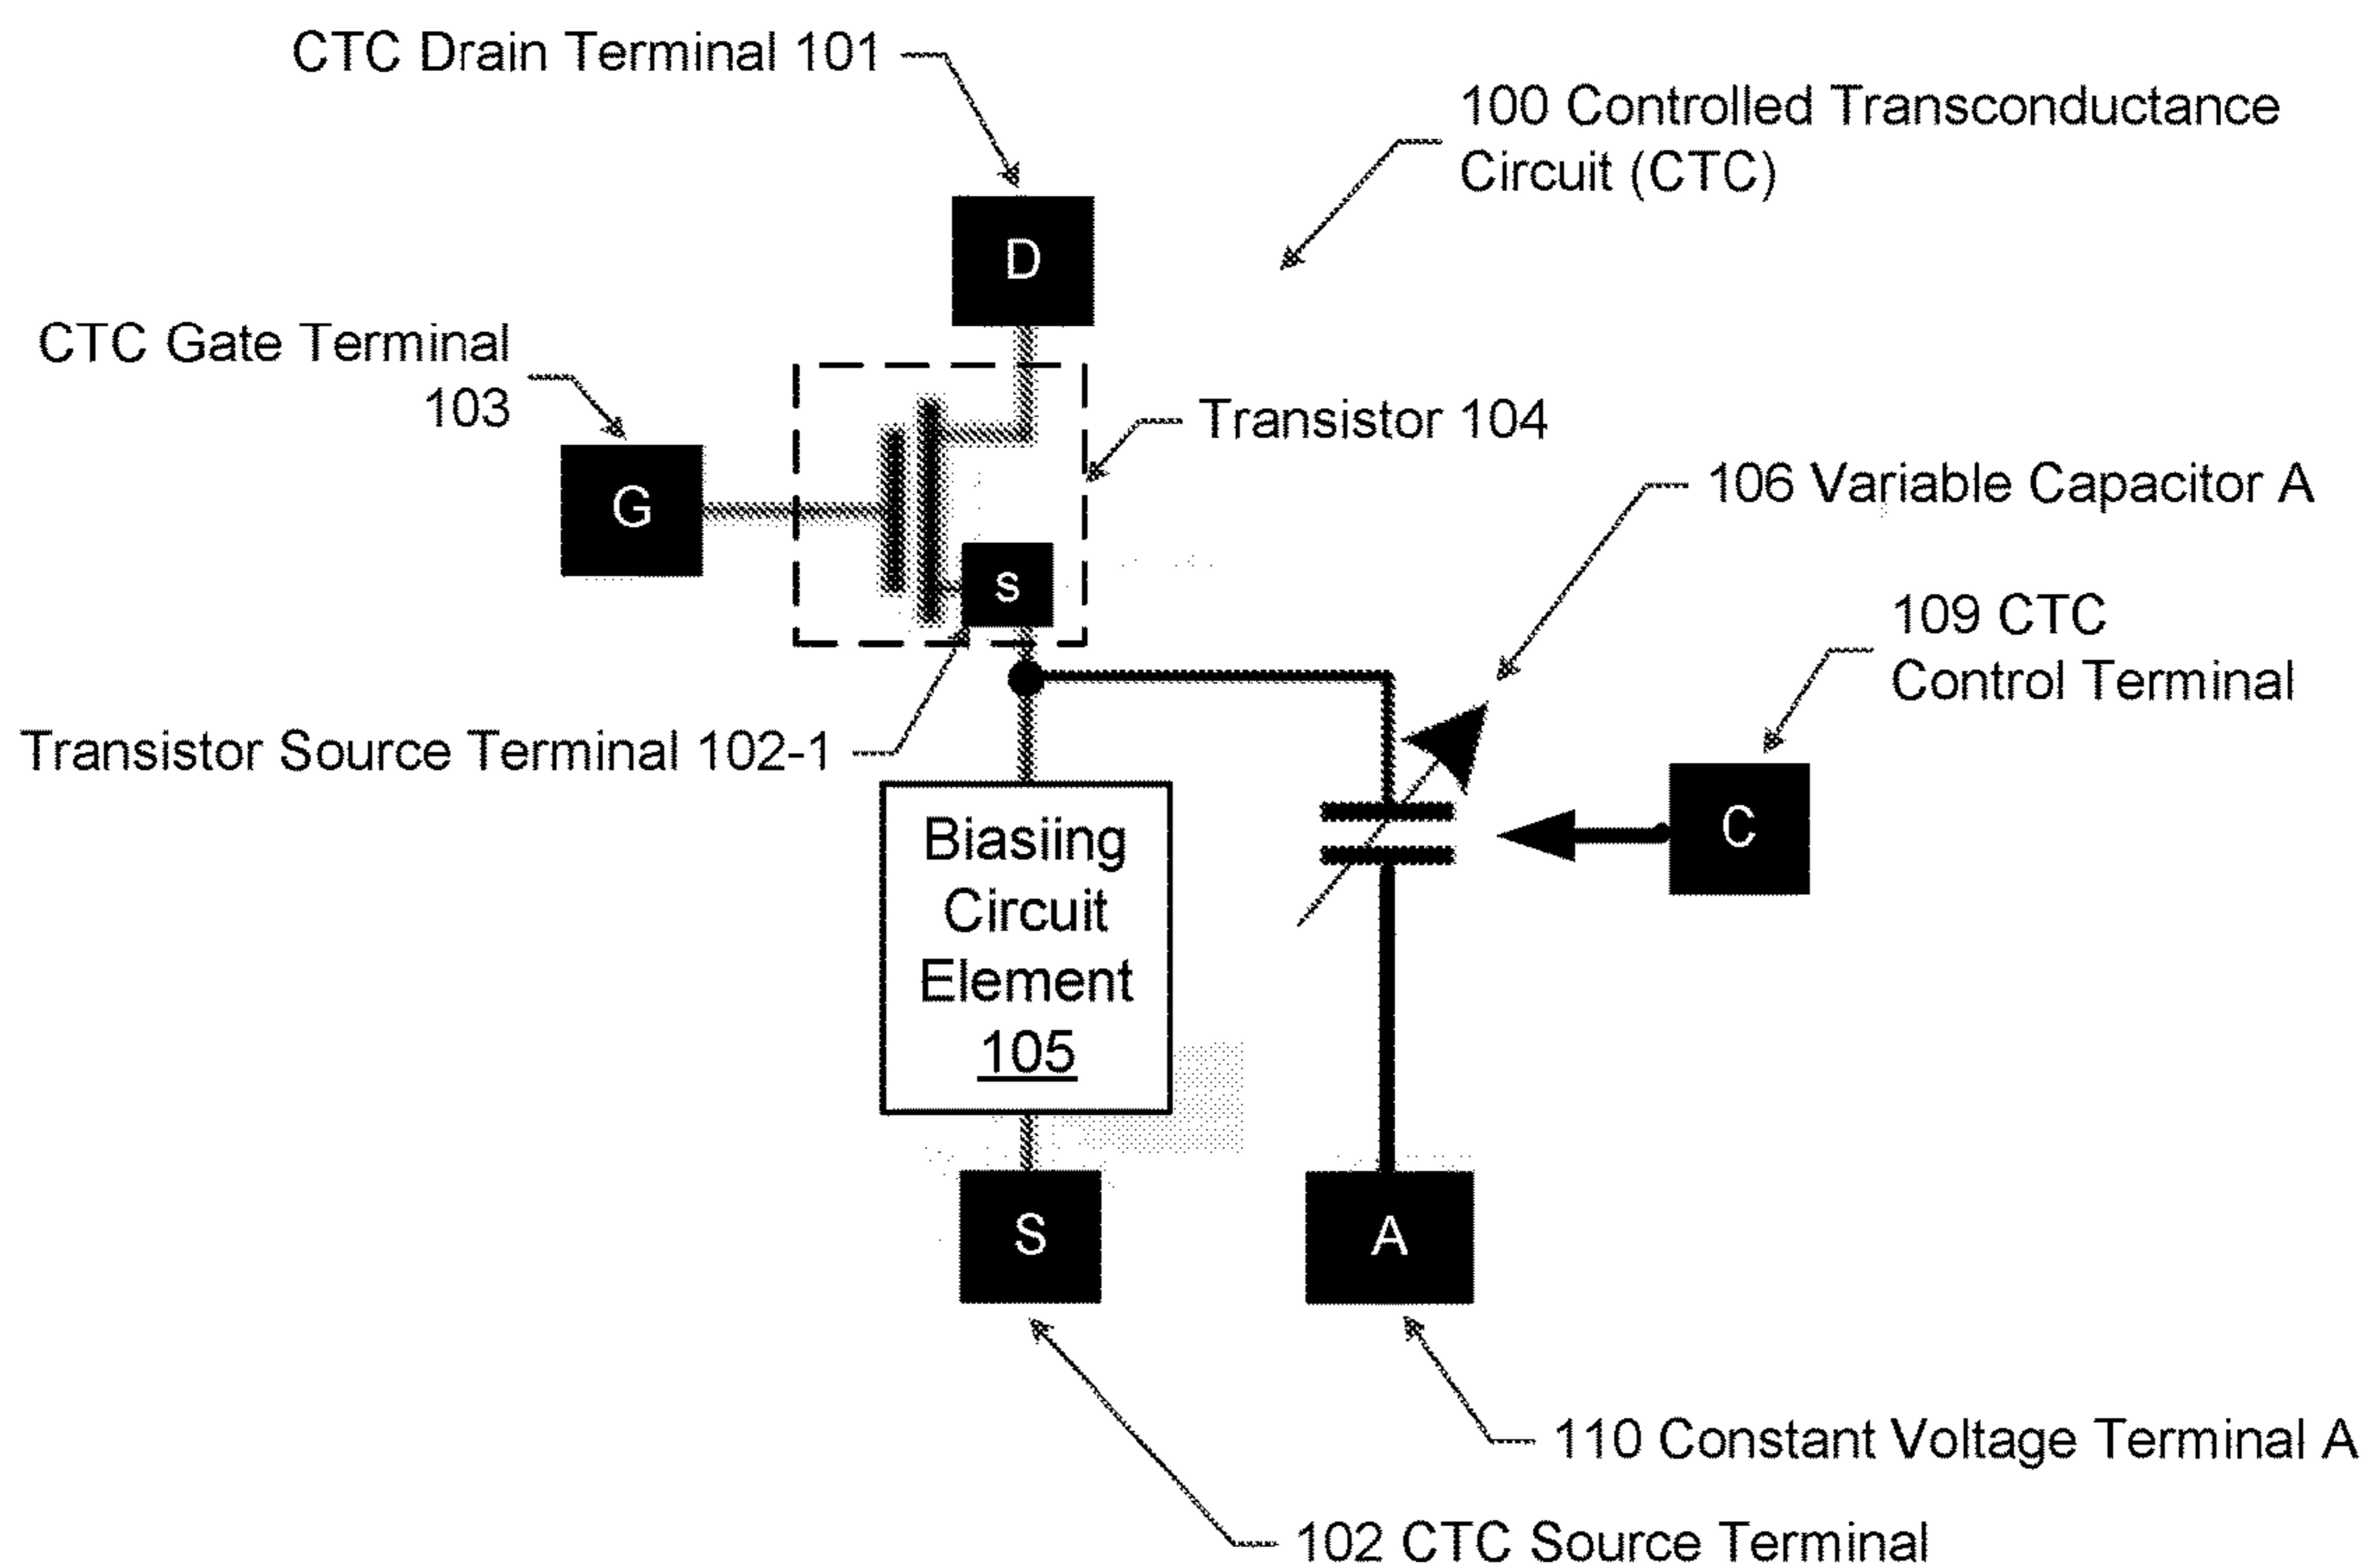 CTC Drain Terminal 101
100 Controlled Transconductance
Circuit (CTC)
D
CTC Gate Terminal
103
Transistor 104
G
106 Variable Capacitor A
s
109 CTC
Control Terminal
Transistor Source Terminal 102-1
C
Biasiing
Circuit
Element
105
S
A
110 Constant Voltage Terminal A
102 CTC Source Terminal